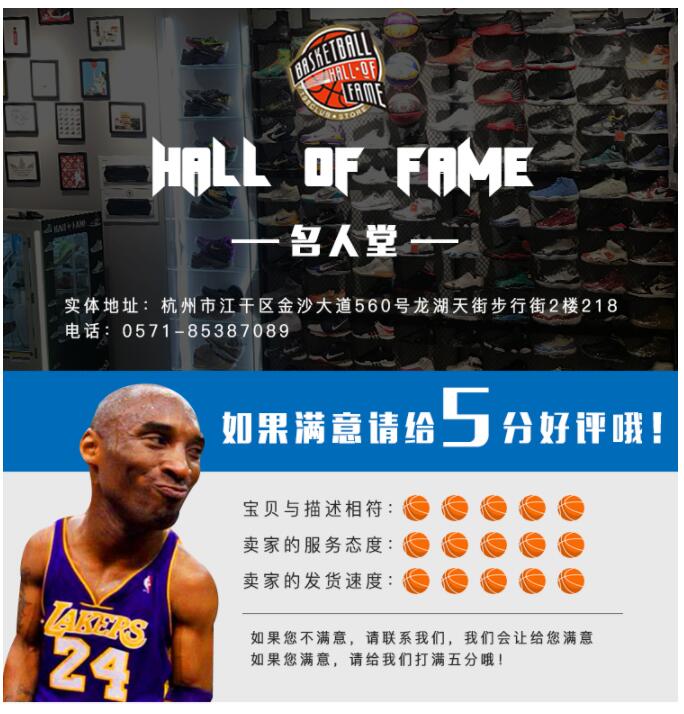 BASKETBALL
HALL·OF
FAME
HALL OF FAME
名人堂
实体地址：杭州市江干区金沙大道560号龙湖天街步行街2楼218
电话：0571-85387089
如果满意请给5分好评哦！
宝贝与描述相符：
卖家的服务态度：
卖家的发货速度：
LAKERS
24
如果您不满意，请联系我们，我们会让给您满意
如果您满意，请给我们打满五分哦！